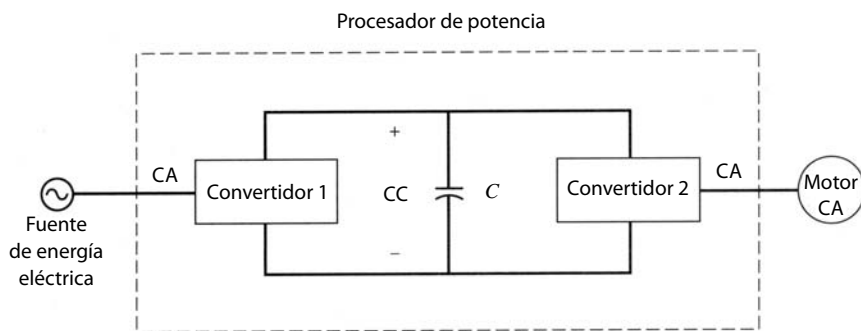 Procesador de potencia
CA
Convertidor 1
+
CC
−
C
Convertidor 2
CA
Motor
CA
Fuente
de energía
eléctrica